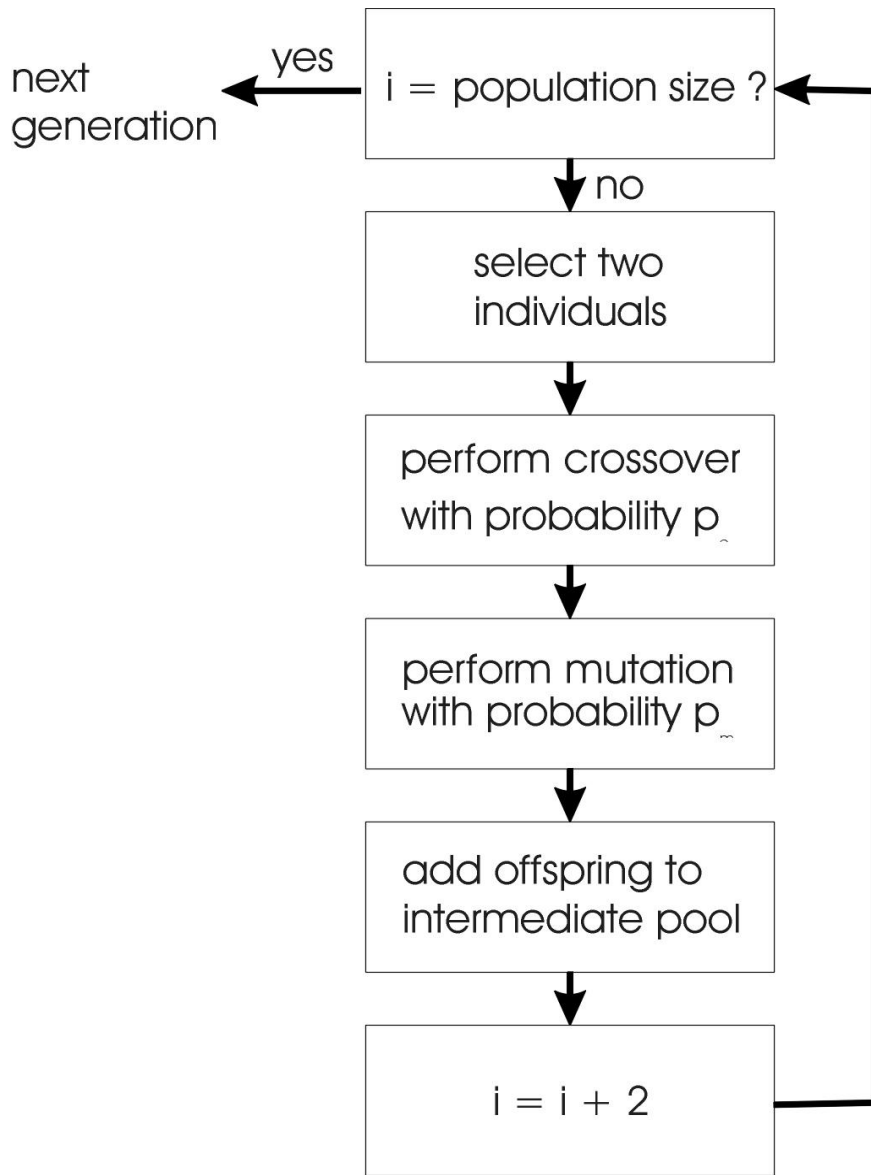 i = population size ?
yes
next
generation
no
select two
individuals
perform crossover
with probability p
perform mutation
with probability p m
add offspring to
intermediate pool
i = i + 2